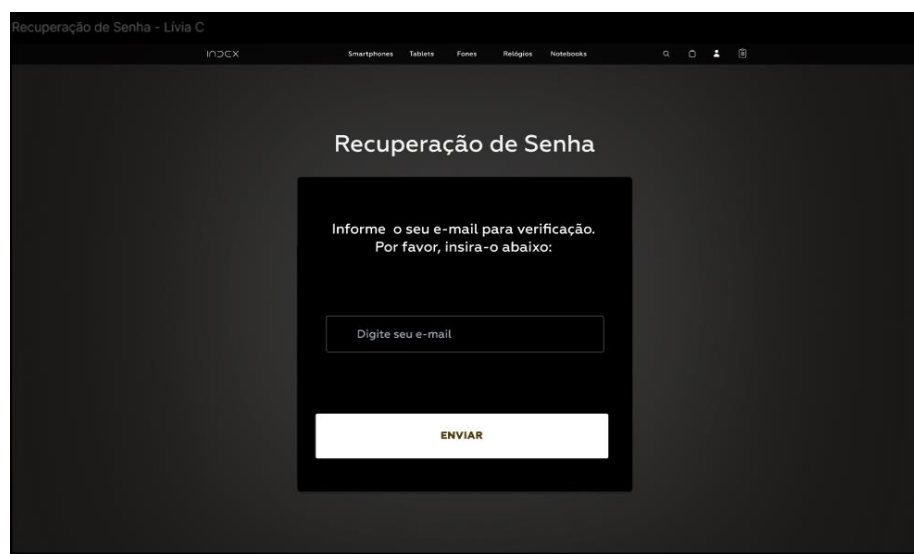 Recuperação de Senha - Lívia C
INDEX
Smartphones Tablets Fones Relógios Notebooks
Recuperação de Senha
Informe o seu e-mail para verificação.
Por favor, insira-o abaixo:
Digite seu e-mail
ENVIAR